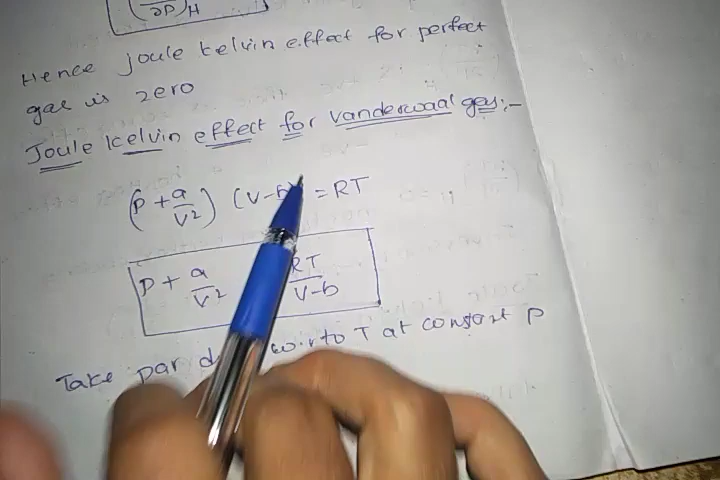 ∂P)H
Hence joule kelvin effect for perfect
gas is zero
Joule kelvin effect for Vanderwaal gas:-
(P + a/V²) (V-b) = RT
P + a/V² RT/V-b
Take par w.r.to T at constant P